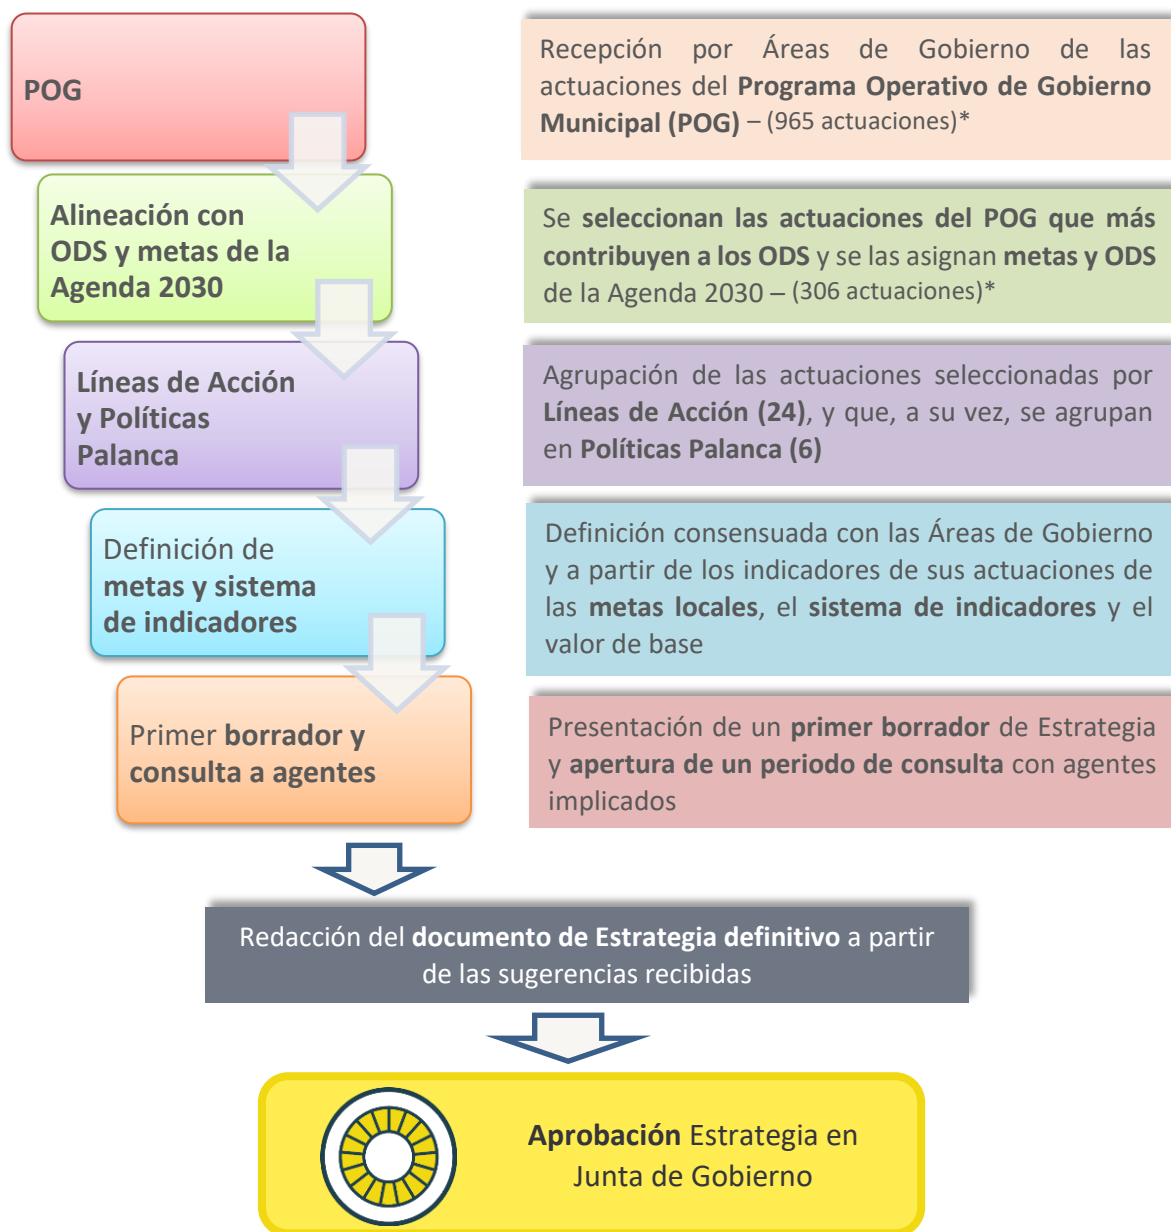 POG
Recepción por Áreas de Gobierno de las
actuaciones del Programa Operativo de Gobierno
Municipal (POG) – (965 actuaciones)*
Alineación con
ODS y metas de la
Agenda 2030
Se seleccionan las actuaciones del POG que más
contribuyen a los ODS y se las asignan metas y ODS
de la Agenda 2030 – (306 actuaciones)*
Líneas de Acción
y Políticas
Palanca
Agrupación de las actuaciones seleccionadas por
Líneas de Acción (24), y que, a su vez, se agrupan
en Políticas Palanca (6)
Definición de
metas y sistema
de indicadores
Definición consensuada con las Áreas de Gobierno
y a partir de los indicadores de sus actuaciones de
las metas locales, el sistema de indicadores y el
valor de base
Primer borrador y
consulta a agentes
Presentación de un primer borrador de Estrategia
y apertura de un periodo de consulta con agentes
implicados
Redacción del documento de Estrategia definitivo a partir
de las sugerencias recibidas
Aprobación Estrategia en
Junta de Gobierno